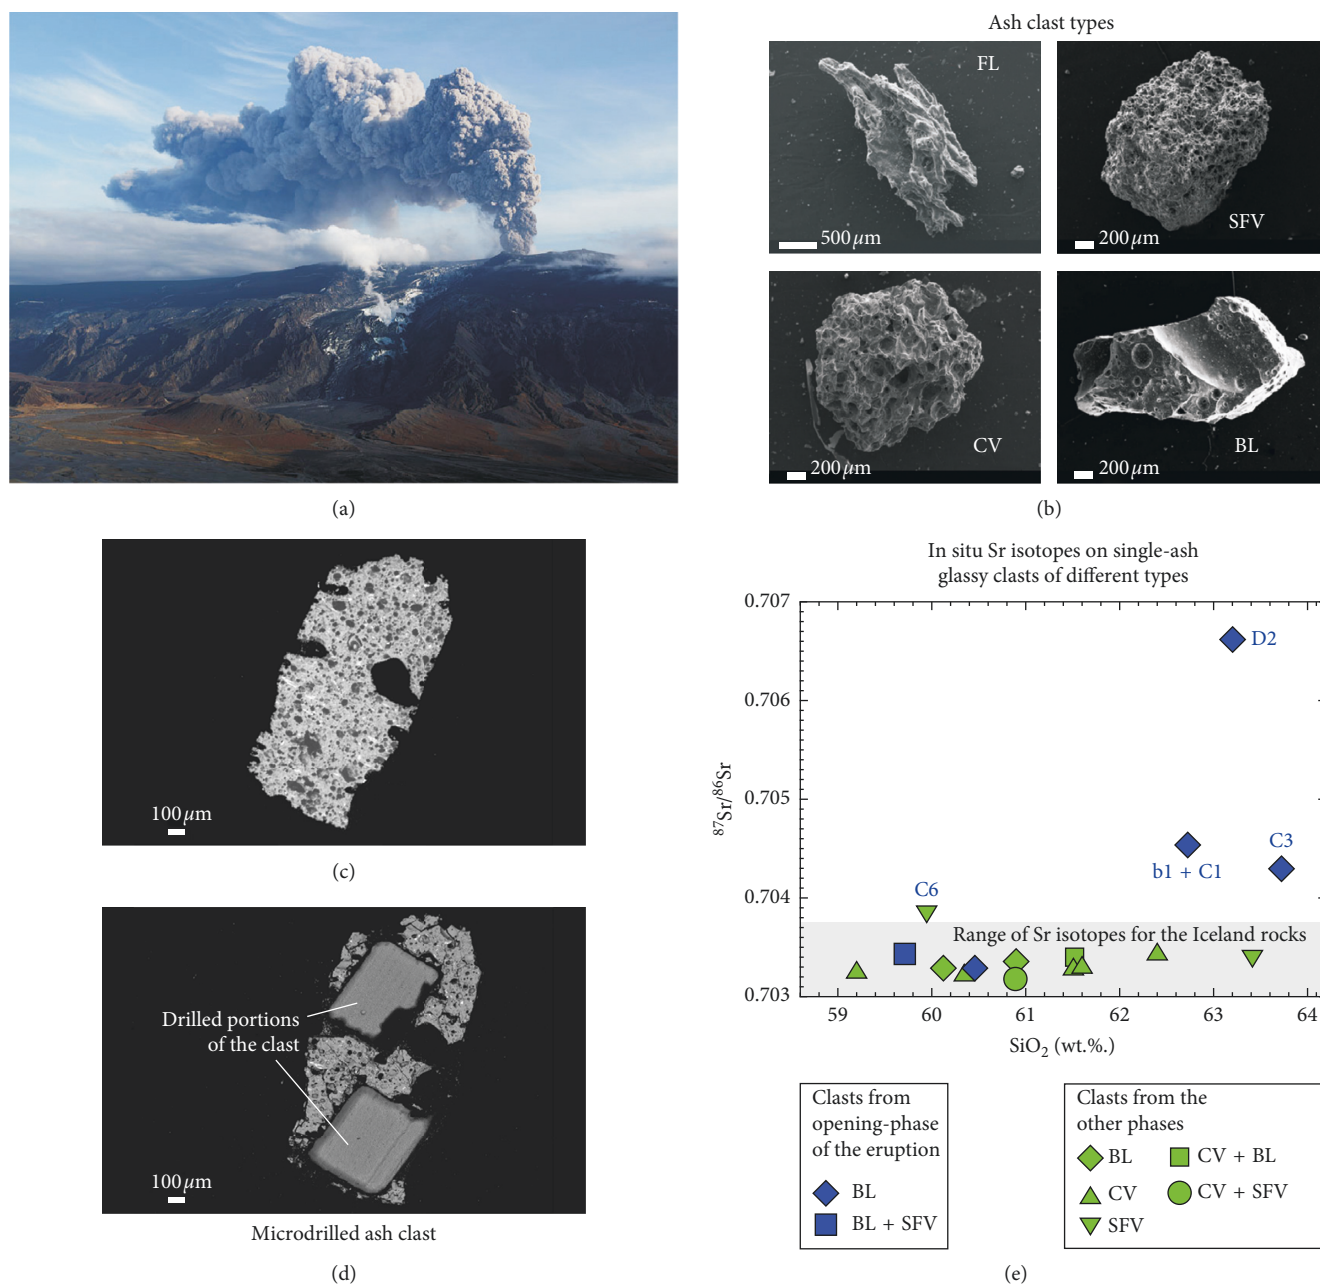 (a)
Ash clast types
FL
500 µm
SFV
200 µm
CV
200 µm
BL
200 µm
(b)
100 µm
(c)
Drilled portions
of the clast
100 µm
Microdrilled ash clast
(d)
In situ Sr isotopes on single-ash
glassy clasts of different types
0.707
0.706
0.705
0.704
0.703
⁸⁷Sr/⁸⁶Sr
D2
b1 + C1
C3
C6
Range of Sr isotopes for the Iceland rocks
59 60 61 62 63 64
SiO₂ (wt.%.)
Clasts from
opening-phase
of the eruption
BL
BL + SFV
Clasts from the
other phases
BL
CV
SFV
CV + BL
CV + SFV
(e)